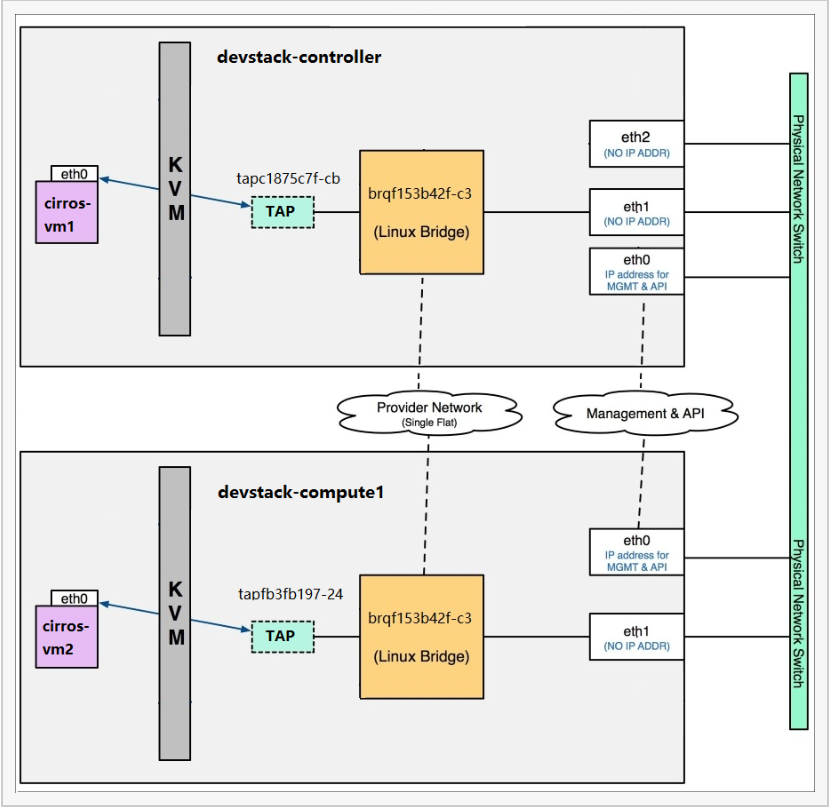 devstack-controller
K
V
M
eth0
cirros-
vm1
tapc1875c7f-cb
TAP
brqf153b42f-c3
(Linux Bridge)
eth2
(NO IP ADDR)
eth1
(NO IP ADDR)
eth0
IP address for
MGMT & API
Physical Network Switch
Provider Network
(Single Flat)
Management & API
devstack-compute1
K
V
M
eth0
cirros-
vm2
tapfb3fb197-24
TAP
brqf153b42f-c3
(Linux Bridge)
eth0
IP address for
MGMT & API
eth1
(NO IP ADDR)
Physical Network Switch